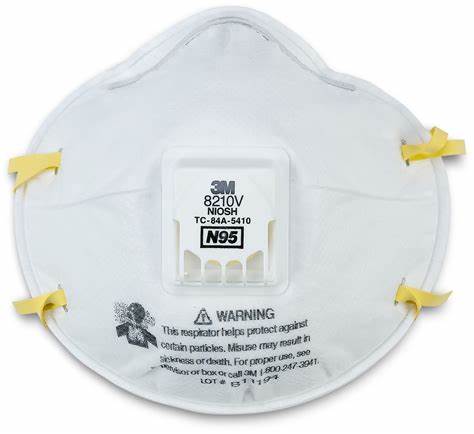 3M
8210V
NIOSH
TC-84A-5410
N95
WARNING
This respirator helps protect against
certain particles. Misuse may result in
sickness or death. For proper use, see
supervisor or box or call 3M 1-800-247-3941.
LOT # B11194